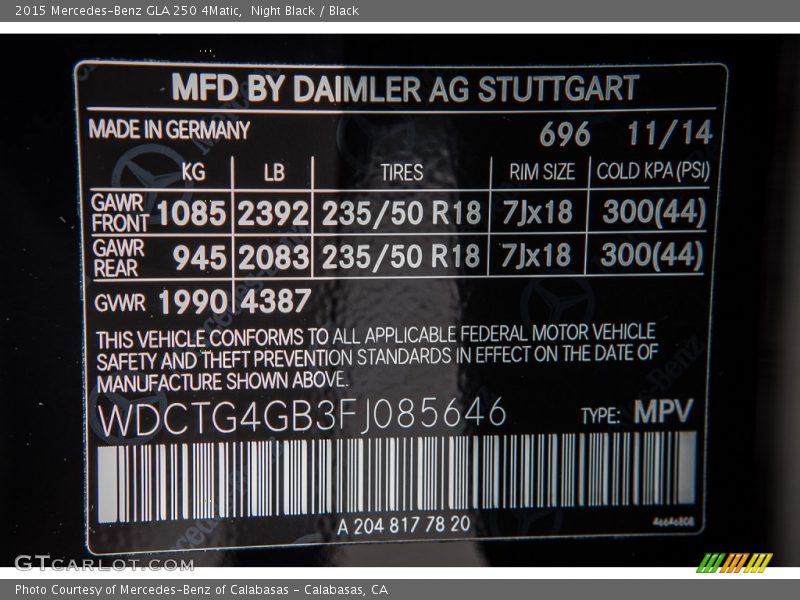 2015 Mercedes-Benz GLA 250 4Matic,  Night Black / Black
MFD BY DAIMLER AG STUTTGART
MADE IN GERMANY 696 11/14
KG LB TIRES RIM SIZE COLD KPA (PSI)
GAWR FRONT 1085 2392 235/50 R18 7Jx18 300(44)
GAWR REAR 945 2083 235/50 R18 7Jx18 300(44)
GVWR 1990 4387
THIS VEHICLE CONFORMS TO ALL APPLICABLE FEDERAL MOTOR VEHICLE
SAFETY AND THEFT PREVENTION STANDARDS IN EFFECT ON THE DATE OF
MANUFACTURE SHOWN ABOVE.
WDCTG4GB3FJ085646 TYPE: MPV
A 204 817 78 20
GTCARLOT.COM
Photo Courtesy of Mercedes-Benz of Calabasas - Calabasas, CA